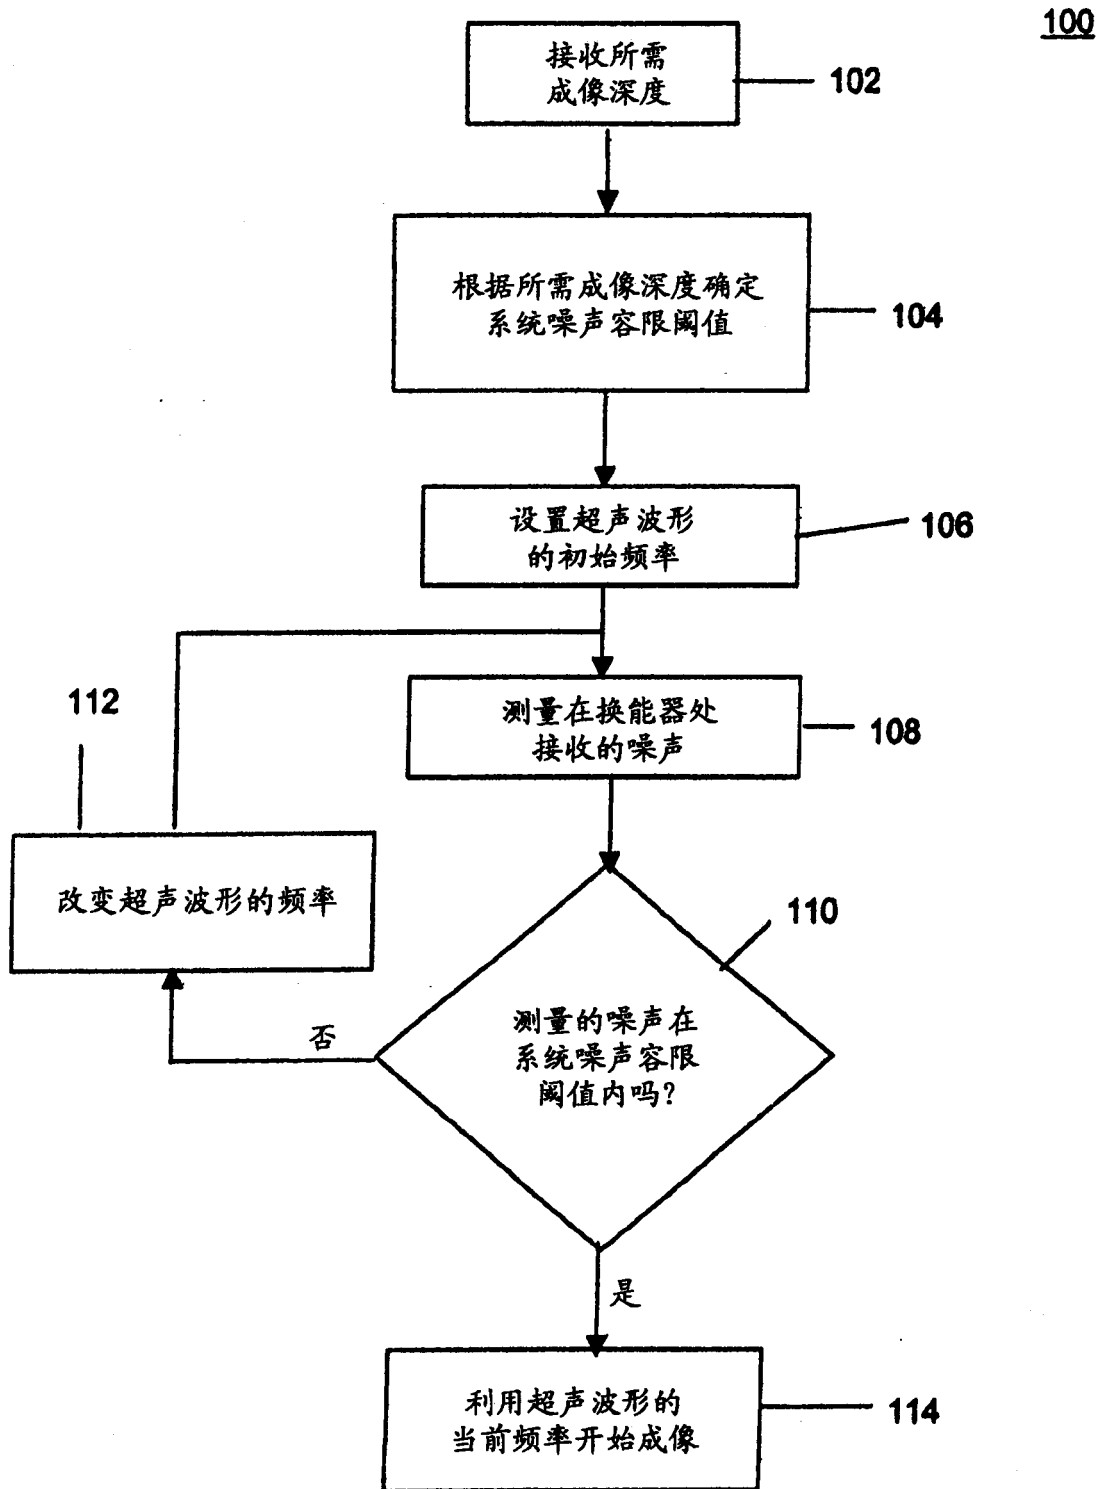 100
接收所需
成像深度
102
根据所需成像深度确定
系统噪声容限阈值
104
设置超声波形
的初始频率
106
测量在换能器处
接收的噪声
108
112
改变超声波形的频率
110
测量的噪声在
系统噪声容限
阈值内吗?
否
是
利用超声波形的
当前频率开始成像
114